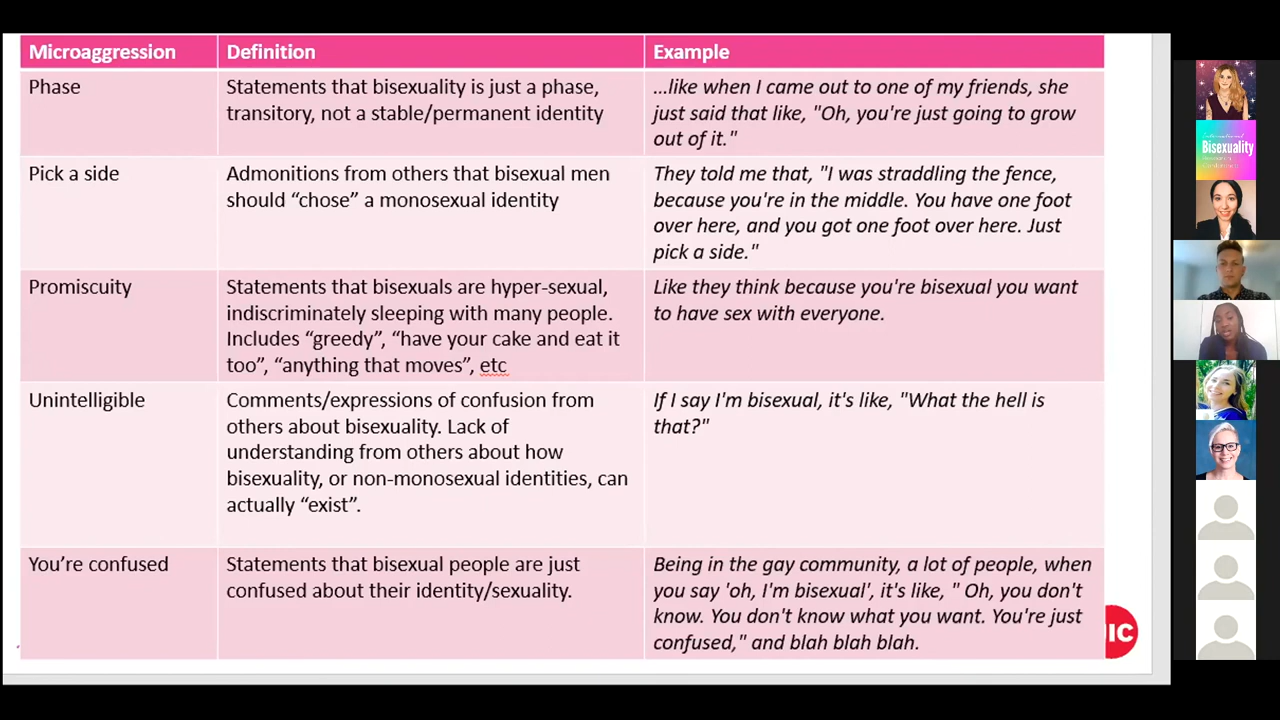 Microaggression
Definition
Example
Phase
Statements that bisexuality is just a phase,
transitory, not a stable/permanent identity
...like when I came out to one of my friends, she
just said that like, "Oh, you're just going to grow
out of it."
Pick a side
Admonitions from others that bisexual men
should “chose” a monosexual identity
They told me that, "I was straddling the fence,
because you're in the middle. You have one foot
over here, and you got one foot over here. Just
pick a side."
Promiscuity
Statements that bisexuals are hyper-sexual,
indiscriminately sleeping with many people.
Includes “greedy”, “have your cake and eat it
too”, “anything that moves”, etc
Like they think because you're bisexual you want
to have sex with everyone.
Unintelligible
Comments/expressions of confusion from
others about bisexuality. Lack of
understanding from others about how
bisexuality, or non-monosexual identities, can
actually “exist”.
If I say I'm bisexual, it's like, "What the hell is
that?"
You’re confused
Statements that bisexual people are just
confused about their identity/sexuality.
Being in the gay community, a lot of people, when
you say 'oh, I'm bisexual', it's like, " Oh, you don't
know. You don't know what you want. You're just
confused," and blah blah blah.
IC
Bisexuality